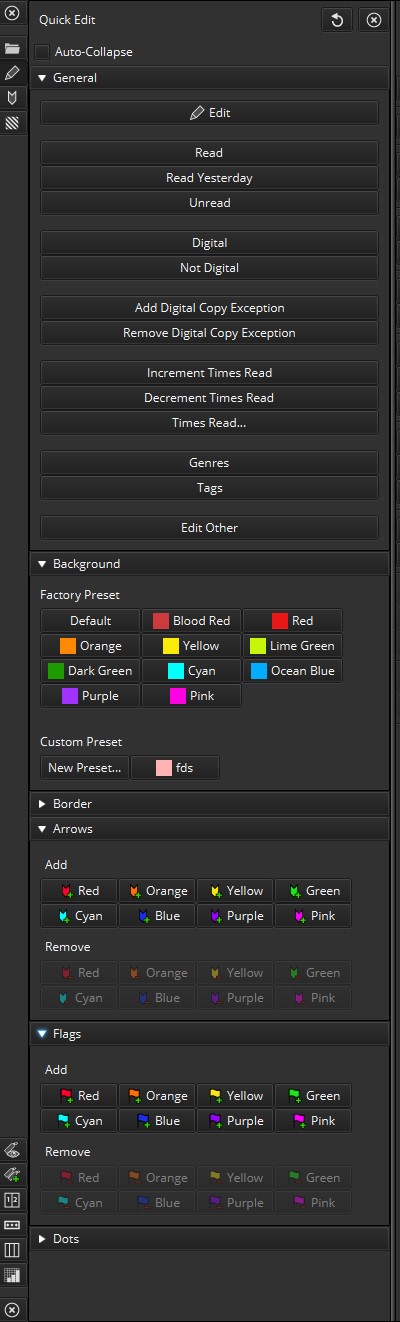 Quick Edit
Auto-Collapse
General
Edit
Read
Read Yesterday
Unread
Digital
Not Digital
Add Digital Copy Exception
Remove Digital Copy Exception
Increment Times Read
Decrement Times Read
Times Read...
Genres
Tags
Edit Other
Background
Factory Preset
Default Blood Red Red
Orange Yellow Lime Green
Dark Green Cyan Ocean Blue
Purple Pink
Custom Preset
New Preset... fds
Border
Arrows
Add
Red Orange Yellow Green
Cyan Blue Purple Pink
Remove
Red Orange Yellow Green
Cyan Blue Purple Pink
Flags
Add
Red Orange Yellow Green
Cyan Blue Purple Pink
Remove
Red Orange Yellow Green
Cyan Blue Purple Pink
1 2
Dots